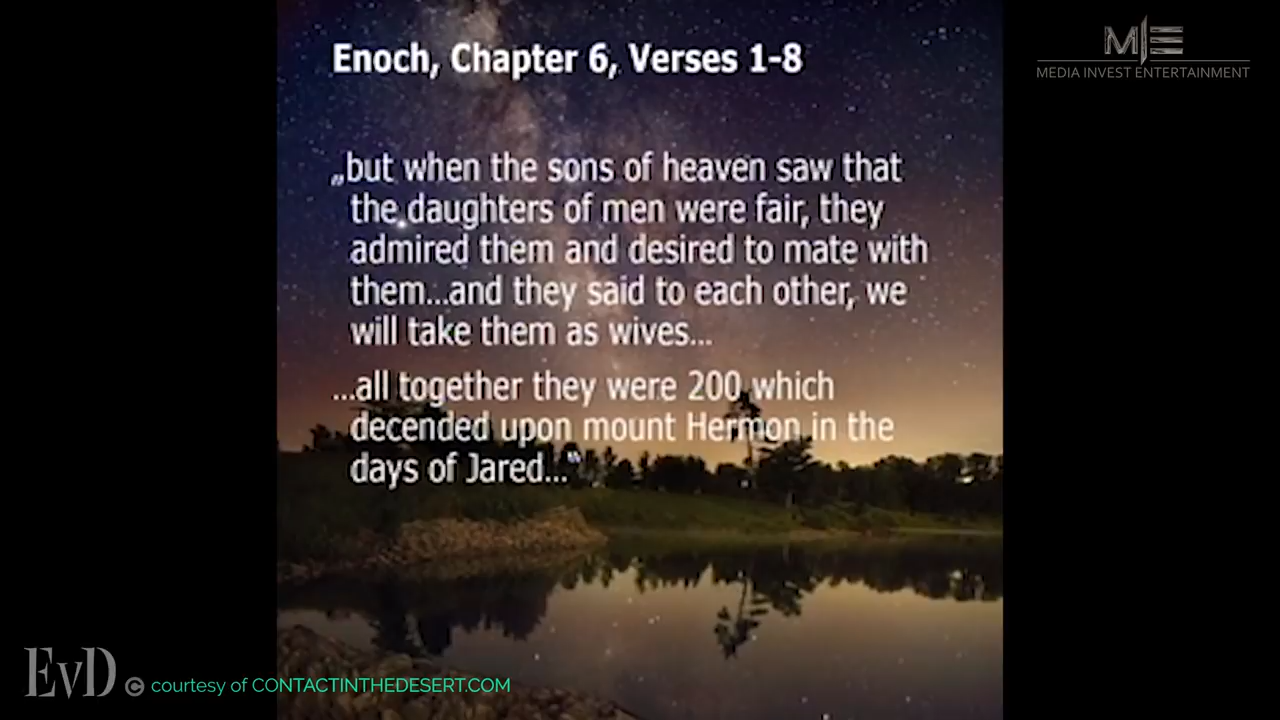 Enoch, Chapter 6, Verses 1-8
M|E
MEDIA INVEST ENTERTAINMENT
„but when the sons of heaven saw that
the daughters of men were fair, they
admired them and desired to mate with
them...and they said to each other, we
will take them as wives...
...all together they were 200 which
decended upon mount Hermon in the
days of Jared...“
EvD © courtesy of CONTACTINTHEDESERT.COM